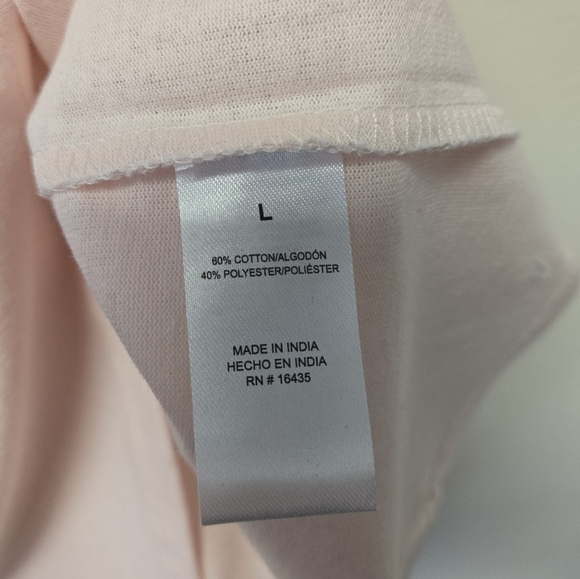 L
60% COTTON/ALGODÓN
40% POLYESTER/POLIÉSTER
MADE IN INDIA
HECHO EN INDIA
RN # 16435